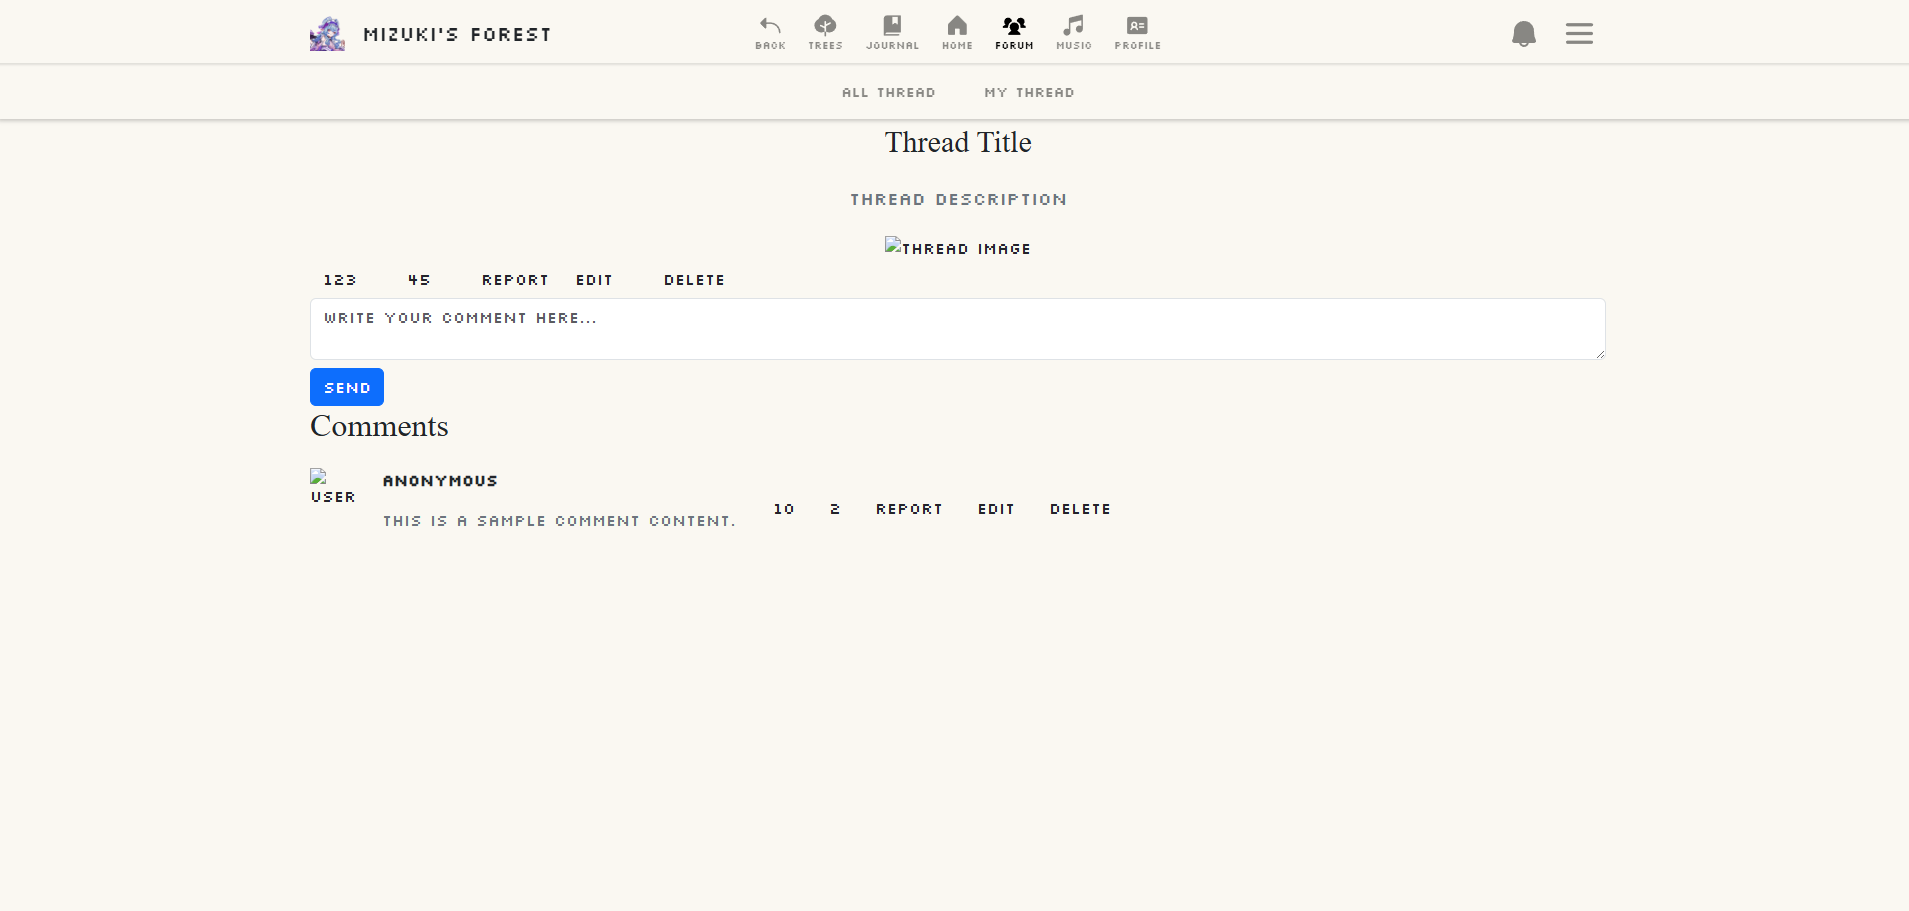 MIZUKI'S FOREST
BACK TREES JOURNAL HOME FORUM MUSIC PROFILE
ALL THREAD MY THREAD
Thread Title
THREAD DESCRIPTION
THREAD IMAGE
123 45 REPORT EDIT DELETE
WRITE YOUR COMMENT HERE...
SEND
Comments
USER
ANONYMOUS
THIS IS A SAMPLE COMMENT CONTENT.
10 2 REPORT EDIT DELETE